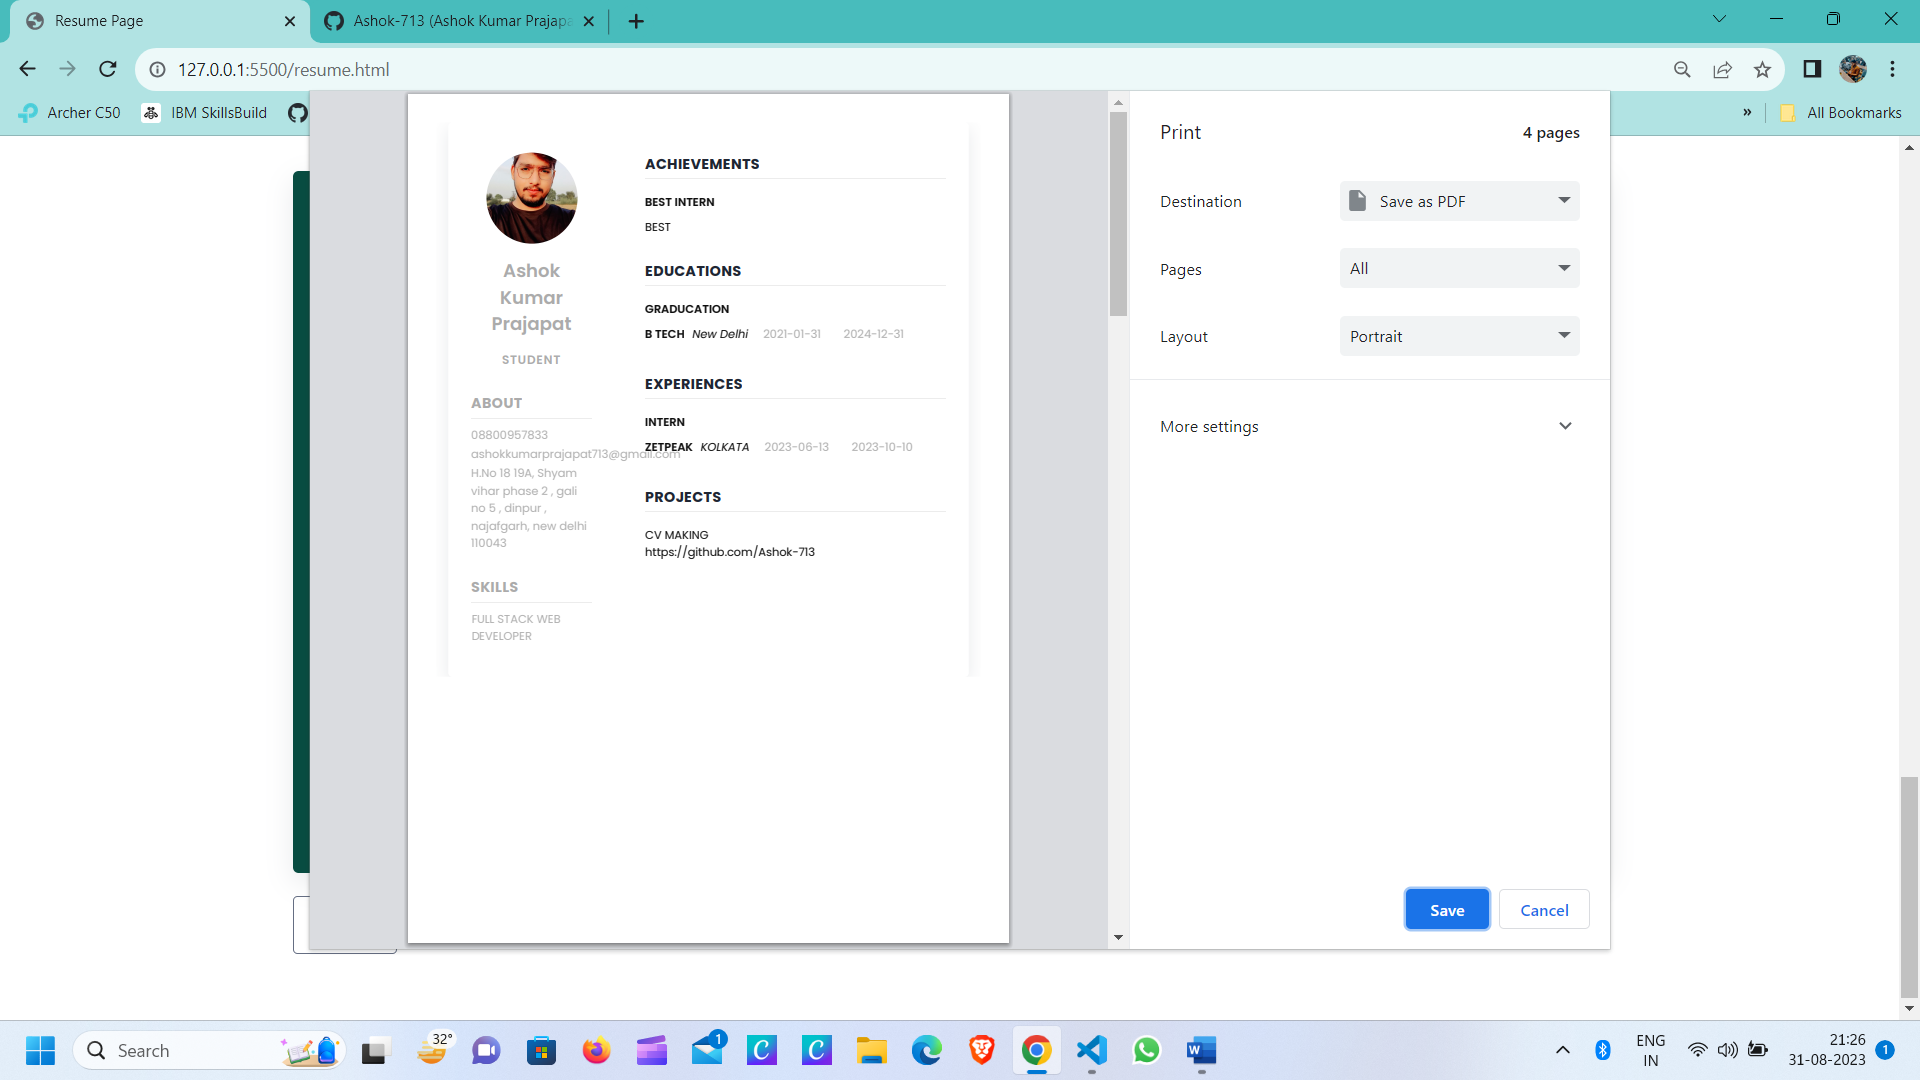 Resume Page
Ashok-713 (Ashok Kumar Prajapa
127.0.0.1:5500/resume.html
Archer C50
IBM SkillsBuild
»
All Bookmarks
Ashok
Kumar
Prajapat
STUDENT
ABOUT
08800957833
ashokkumarprajapat713@gmail.com
H.No 18 19A, Shyam
vihar phase 2 , gali
no 5 , dinpur ,
najafgarh, new delhi
110043
SKILLS
FULL STACK WEB
DEVELOPER
ACHIEVEMENTS
BEST INTERN
BEST
EDUCATIONS
GRADUCATION
B TECH New Delhi 2021-01-31 2024-12-31
EXPERIENCES
INTERN
ZETPEAK KOLKATA 2023-06-13 2023-10-10
PROJECTS
CV MAKING
https://github.com/Ashok-713
Print
4 pages
Destination
Save as PDF
Pages
All
Layout
Portrait
More settings
Save
Cancel
Search
32°
1
C
C
W
ENG
IN
21:26
31-08-2023
1